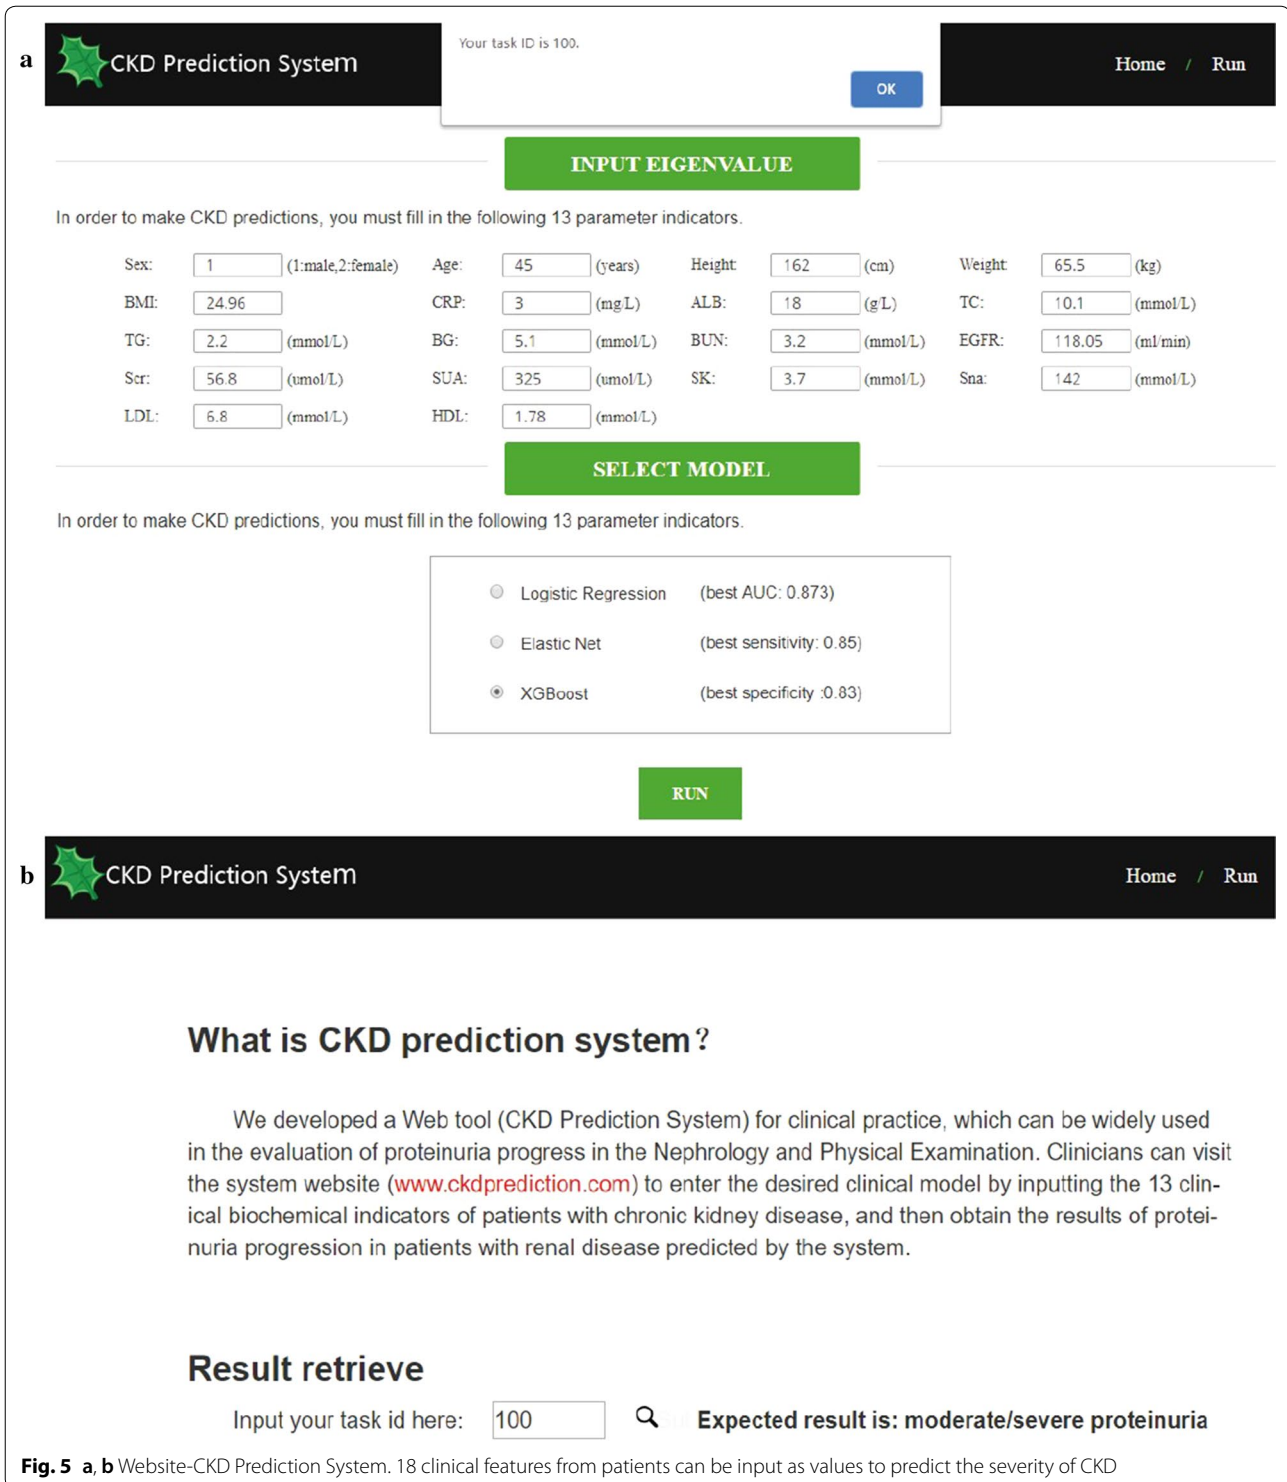 a
CKD Prediction System
Your task ID is 100.
OK
Home / Run
INPUT EIGENVALUE
In order to make CKD predictions, you must fill in the following 13 parameter indicators.
Sex: 1 (1:male,2:female) Age: 45 (years) Height: 162 (cm) Weight: 65.5 (kg)
BMI: 24.96 CRP: 3 (mg/L) ALB: 18 (g/L) TC: 10.1 (mmol/L)
TG: 2.2 (mmol/L) BG: 5.1 (mmol/L) BUN: 3.2 (mmol/L) EGFR: 118.05 (ml/min)
Scr: 56.8 (umol/L) SUA: 325 (umol/L) SK: 3.7 (mmol/L) Sna: 142 (mmol/L)
LDL: 6.8 (mmol/L) HDL: 1.78 (mmol/L)
SELECT MODEL
In order to make CKD predictions, you must fill in the following 13 parameter indicators.
Logistic Regression (best AUC: 0.873)
Elastic Net (best sensitivity: 0.85)
XGBoost (best specificity :0.83)
RUN
b
CKD Prediction System
Home / Run
What is CKD prediction system?
We developed a Web tool (CKD Prediction System) for clinical practice, which can be widely used
in the evaluation of proteinuria progress in the Nephrology and Physical Examination. Clinicians can visit
the system website (www.ckdprediction.com) to enter the desired clinical model by inputting the 13 clin-
ical biochemical indicators of patients with chronic kidney disease, and then obtain the results of protei-
nuria progression in patients with renal disease predicted by the system.
Result retrieve
Input your task id here: 100 Expected result is: moderate/severe proteinuria
Fig. 5 a, b Website-CKD Prediction System. 18 clinical features from patients can be input as values to predict the severity of CKD